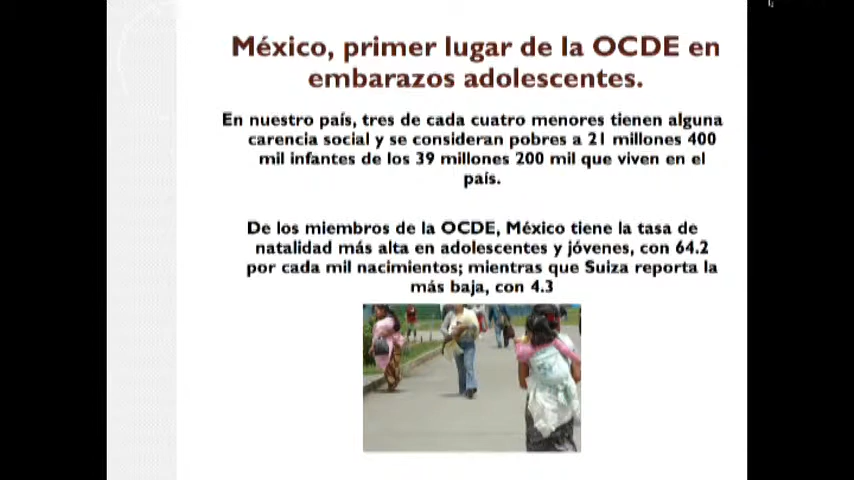 México, primer lugar de la OCDE en
embarazos adolescentes.
En nuestro país, tres de cada cuatro menores tienen alguna
carencia social y se consideran pobres a 21 millones 400
mil infantes de los 39 millones 200 mil que viven en el
país.
De los miembros de la OCDE, México tiene la tasa de
natalidad más alta en adolescentes y jóvenes, con 64.2
por cada mil nacimientos; mientras que Suiza reporta la
más baja, con 4.3